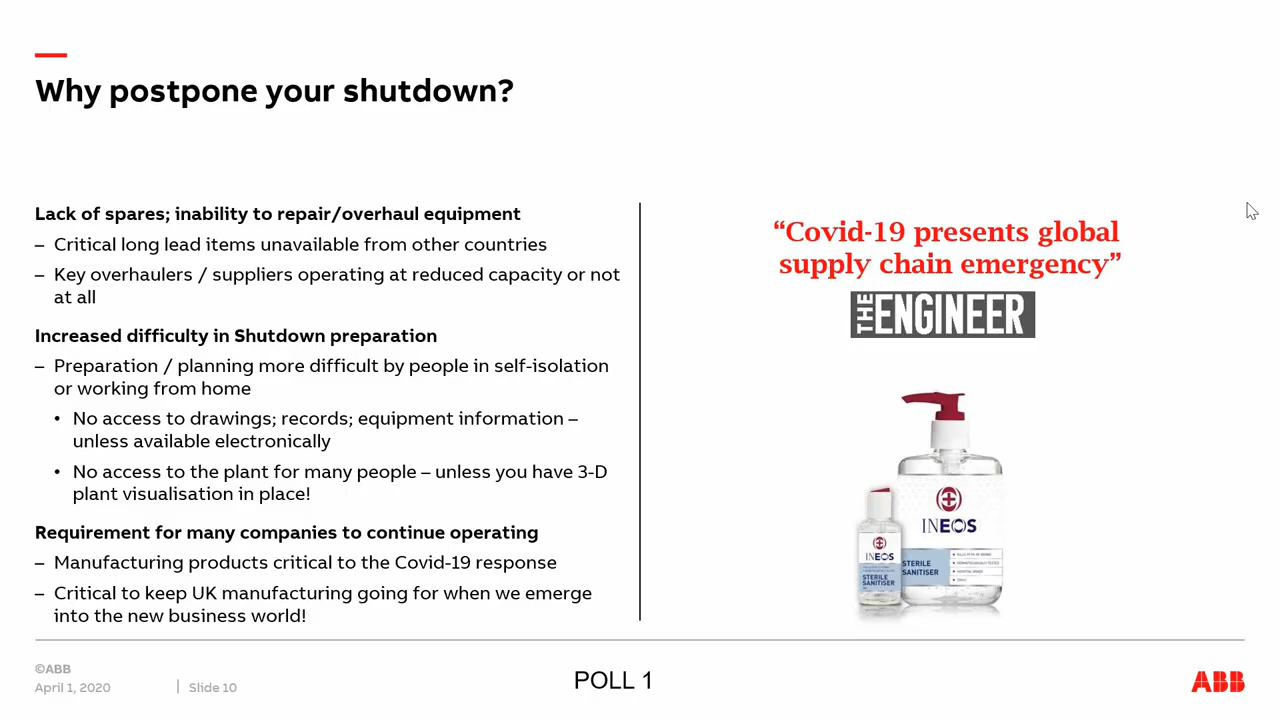 Why postpone your shutdown?
Lack of spares; inability to repair/overhaul equipment
– Critical long lead items unavailable from other countries
– Key overhaulers / suppliers operating at reduced capacity or not
at all
Increased difficulty in Shutdown preparation
– Preparation / planning more difficult by people in self-isolation
or working from home
• No access to drawings; records; equipment information –
unless available electronically
• No access to the plant for many people – unless you have 3-D
plant visualisation in place!
Requirement for many companies to continue operating
– Manufacturing products critical to the Covid-19 response
– Critical to keep UK manufacturing going for when we emerge
into the new business world!
“Covid-19 presents global
supply chain emergency”
THE ENGINEER
INEOS
STERILE
SANITISER
INEOS
STERILE
SANITISER
©ABB
April 1, 2020
Slide 10
POLL 1
ABB